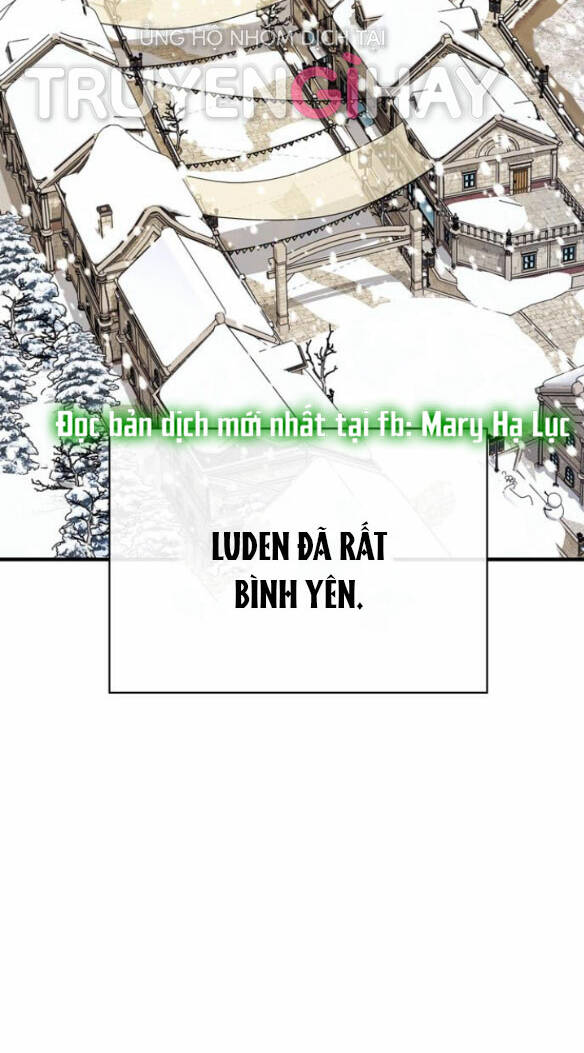 ỦNG HỘ NHÓM DỊCH TẠI
TRUYENGIHAY
Đọc bản dịch mới nhất tại fb: Mary Hạ Lục
LUDEN ĐÃ RẤT
BÌNH YÊN.